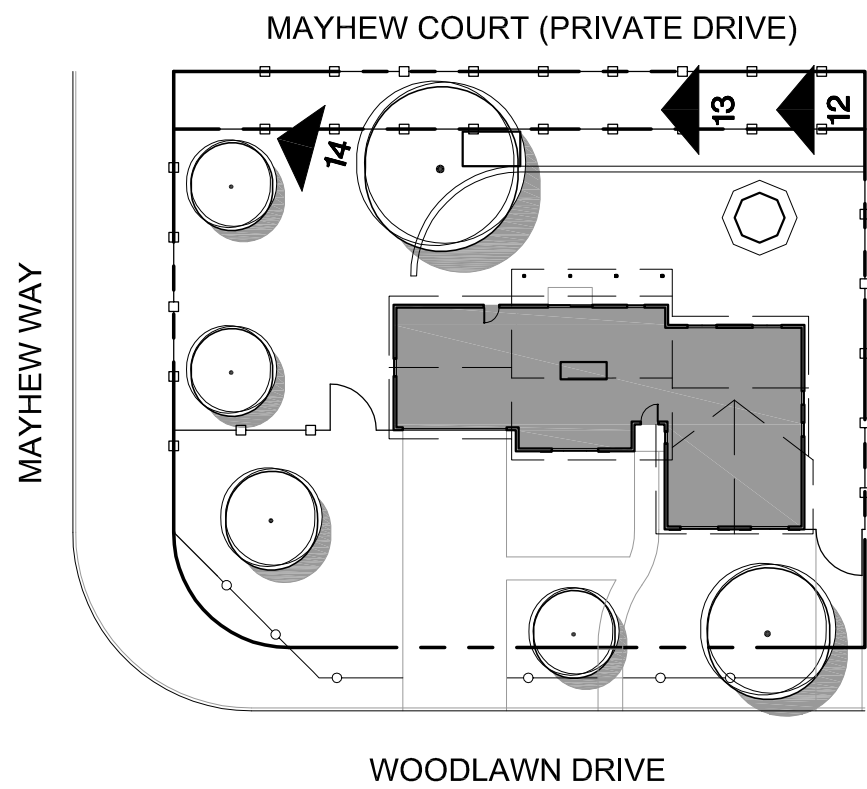 MAYHEW COURT (PRIVATE DRIVE)
14
13
12
MAYHEW WAY
WOODLAWN DRIVE